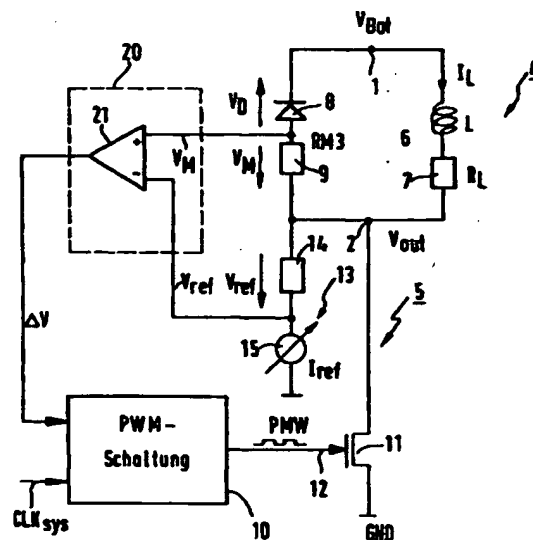 V_Bat
20
1
I_L
V_D
8
21
6
L
+
V_M
RM3
V_M
9
7
R_L
-
2
V_out
14
V_ref
V_ref
13
5
ΔV
15
I_ref
PWM-
Schaltung
PMW
11
12
CLK_sys
10
GND